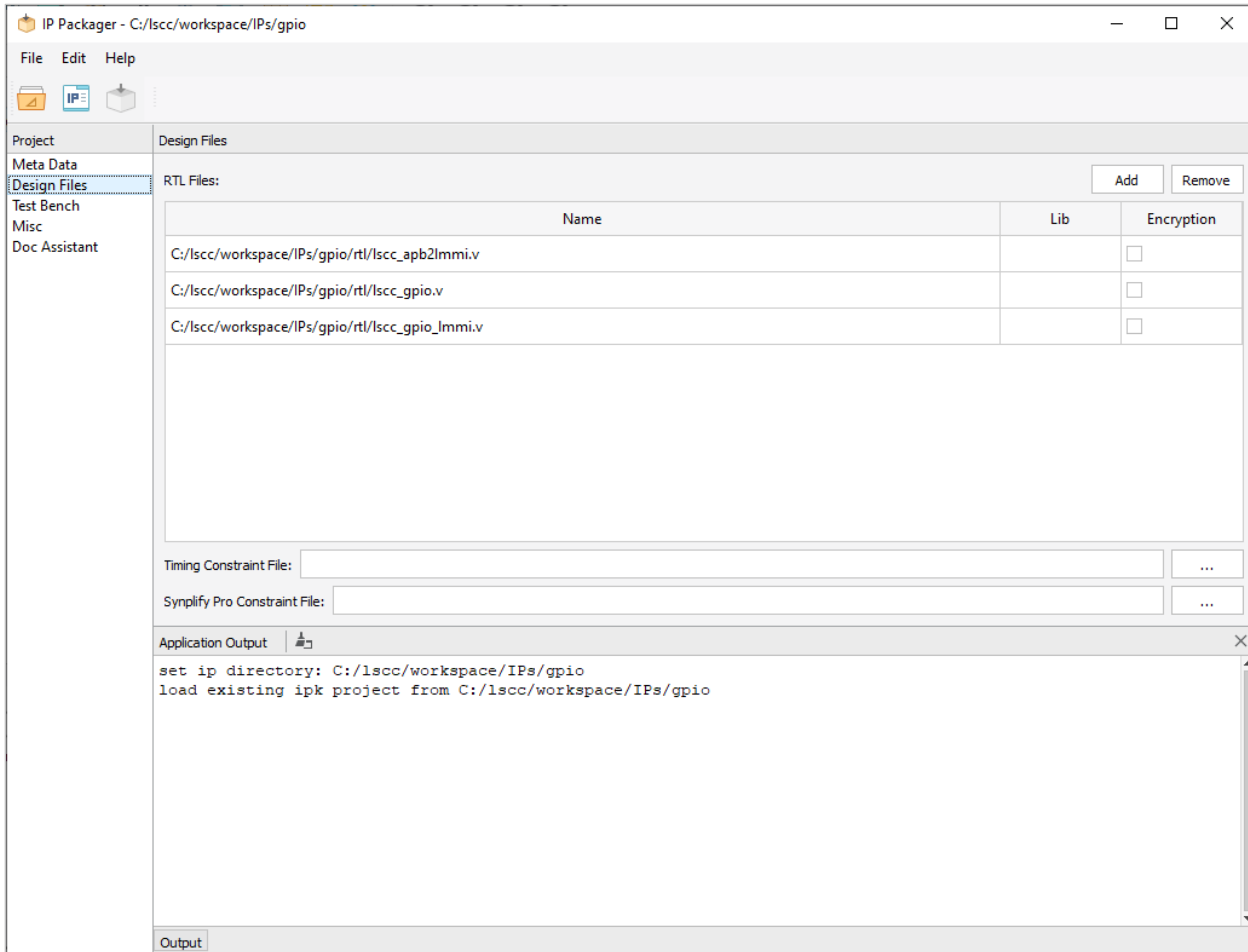 IP Packager - C:/lscc/workspace/IPs/gpio
File Edit Help
IP
Project
Design Files
Meta Data
Design Files
Test Bench
Misc
Doc Assistant
RTL Files:
Add Remove
Name Lib Encryption
C:/lscc/workspace/IPs/gpio/rtl/lscc_apb2lmmi.v
C:/lscc/workspace/IPs/gpio/rtl/lscc_gpio.v
C:/lscc/workspace/IPs/gpio/rtl/lscc_gpio_lmmi.v
Timing Constraint File: ...
Synplify Pro Constraint File: ...
Application Output
set ip directory: C:/lscc/workspace/IPs/gpio
load existing ipk project from C:/lscc/workspace/IPs/gpio
Output